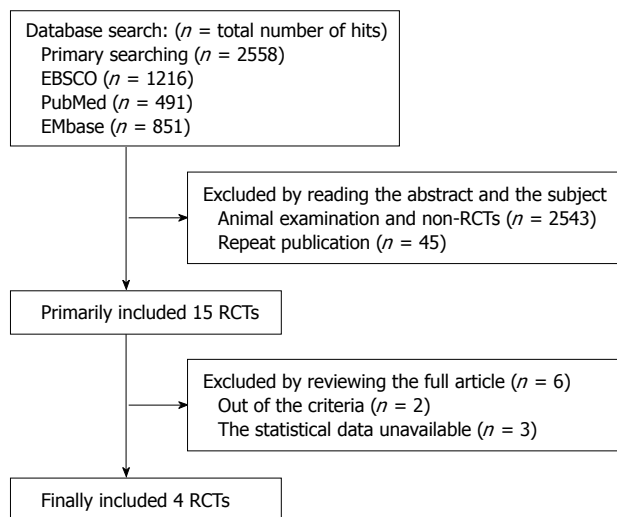 Database search: (n = total number of hits)
Primary searching (n = 2558)
EBSCO (n = 1216)
PubMed (n = 491)
EMbase (n = 851)
Excluded by reading the abstract and the subject
Animal examination and non-RCTs (n = 2543)
Repeat publication (n = 45)
Primarily included 15 RCTs
Excluded by reviewing the full article (n = 6)
Out of the criteria (n = 2)
The statistical data unavailable (n = 3)
Finally included 4 RCTs